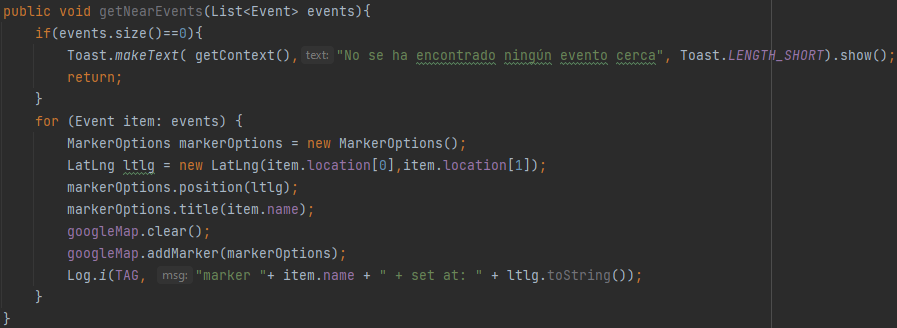 public void getNearEvents(List<Event> events){
    if(events.size()==0){
        Toast.makeText( getContext(), text: "No se ha encontrado ningún evento cerca", Toast.LENGTH_SHORT).show();
        return;
    }
    for (Event item: events) {
        MarkerOptions markerOptions = new MarkerOptions();
        LatLng ltlg = new LatLng(item.location[0],item.location[1]);
        markerOptions.position(ltlg);
        markerOptions.title(item.name);
        googleMap.clear();
        googleMap.addMarker(markerOptions);
        Log.i(TAG, msg: "marker "+ item.name + " + set at: " + ltlg.toString());
    }
}